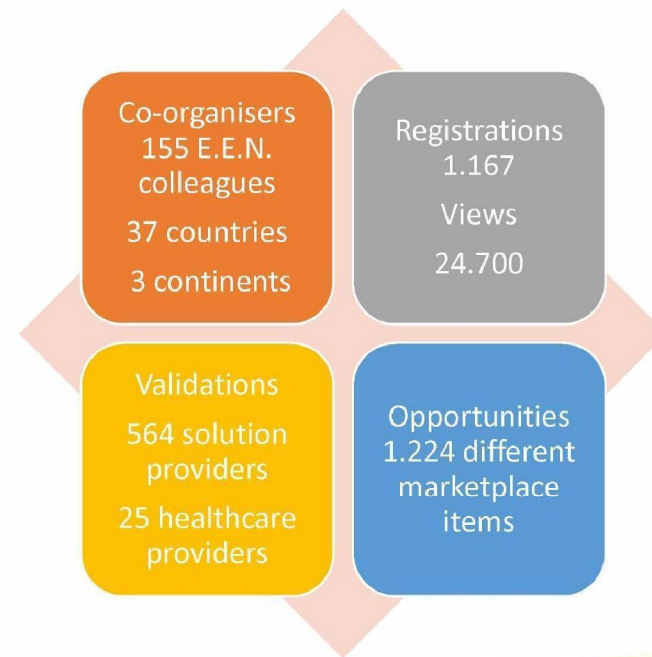 Co-organisers
155 E.E.N.
colleagues
37 countries
3 continents
Registrations
1.167
Views
24.700
Validations
564 solution
providers
25 healthcare
providers
Opportunities
1.224 different
marketplace
items